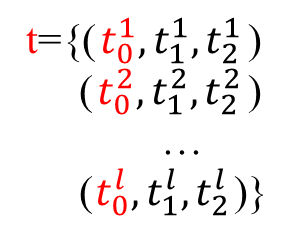 t={(t_0^1, t_1^1, t_2^1)
(t_0^2, t_1^2, t_2^2)
...
(t_0^l, t_1^l, t_2^l)}